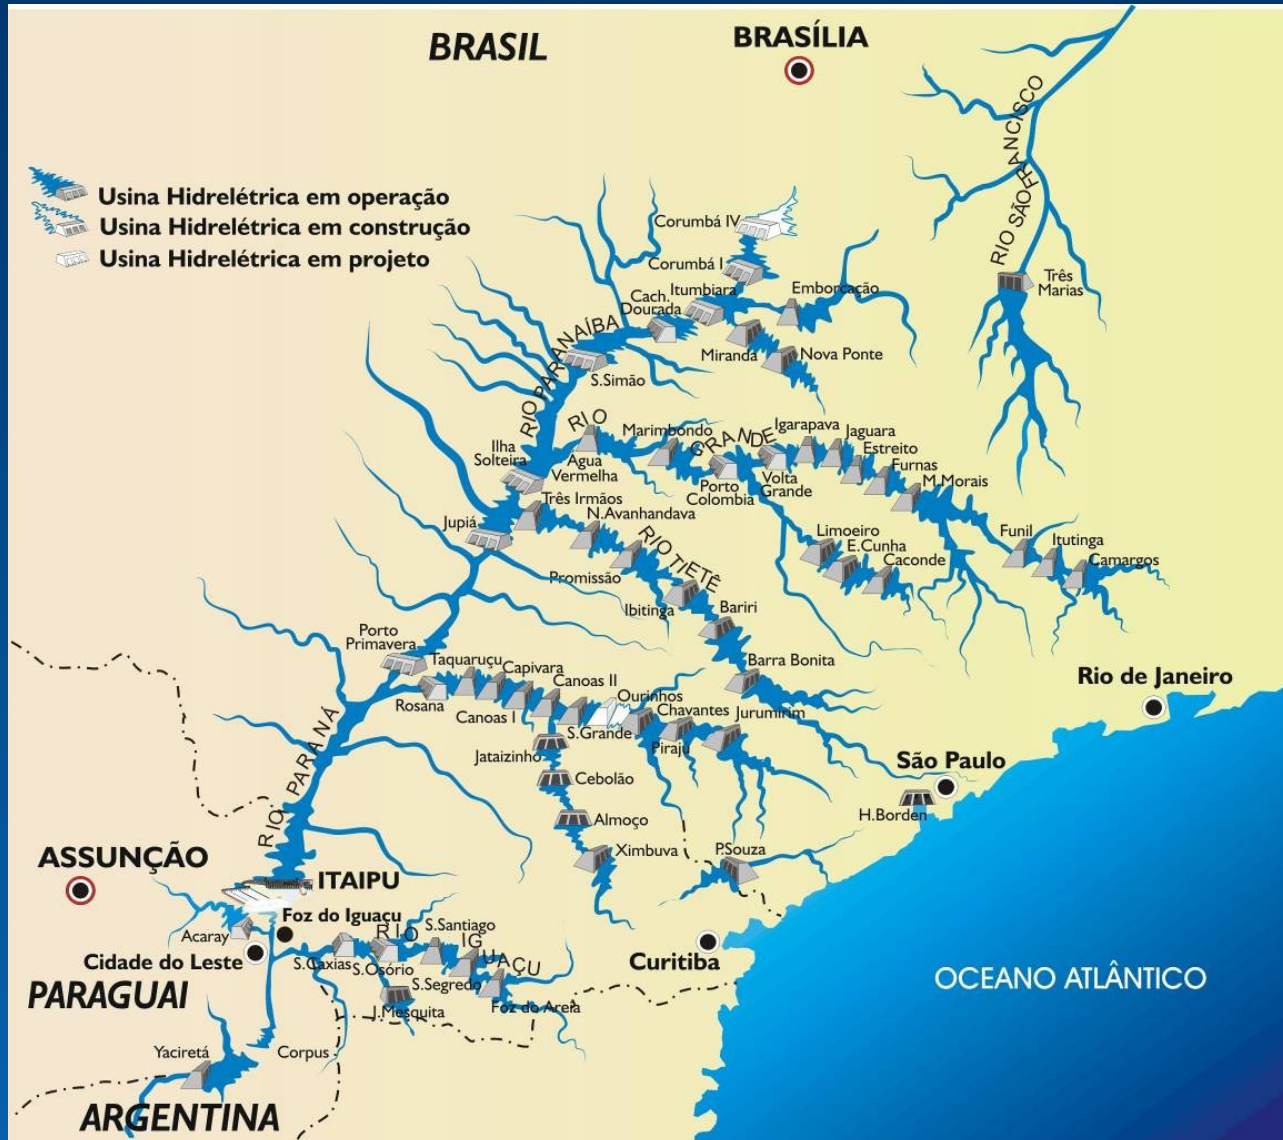 BRASIL
BRASÍLIA
RIO SÃO FRANCISCO
Usina Hidrelétrica em operação
Usina Hidrelétrica em construção
Usina Hidrelétrica em projeto
Corumbá IV
Corumbá I
Itumbiara
Emborcação
Três
Marias
Cach.
Dourada
Miranda
Nova Ponte
RIO PARANAÍBA
S.Simão
RIO GRANDE
Marimbondo
Igarapava
Jaguara
Estreito
Furnas
M.Morais
Ilha
Solteira
Agua
Vermelha
Porto
Colombia
Volta
Grande
Três Irmãos
N.Avanhandava
Jupiá
RIO TIETÊ
Promissão
Limoeiro
E.Cunha
Caconde
Funil
Itutinga
Camargos
Ibitinga
Bariri
Barra Bonita
Porto
Primavera
Taquaruçu
Capivara
Canoas II
Ourinhos
Chavantes
Jurumirim
Rosana
Canoas I
S.Grande
Piraju
Rio de Janeiro
RIO PARANÁ
Jataizinho
Cebolão
Almoço
Ximbuva
São Paulo
H.Borden
P.Souza
ASSUNÇÃO
ITAIPU
Foz do Iguaçu
Acaray
Cidade do Leste
RIO IGUAÇU
S.Santiago
S.Caxias
S.Osório
S.Segredo
Foz do Areia
J.Mesquita
Curitiba
PARAGUAI
OCEANO ATLÂNTICO
Yaciretá
Corpus
ARGENTINA